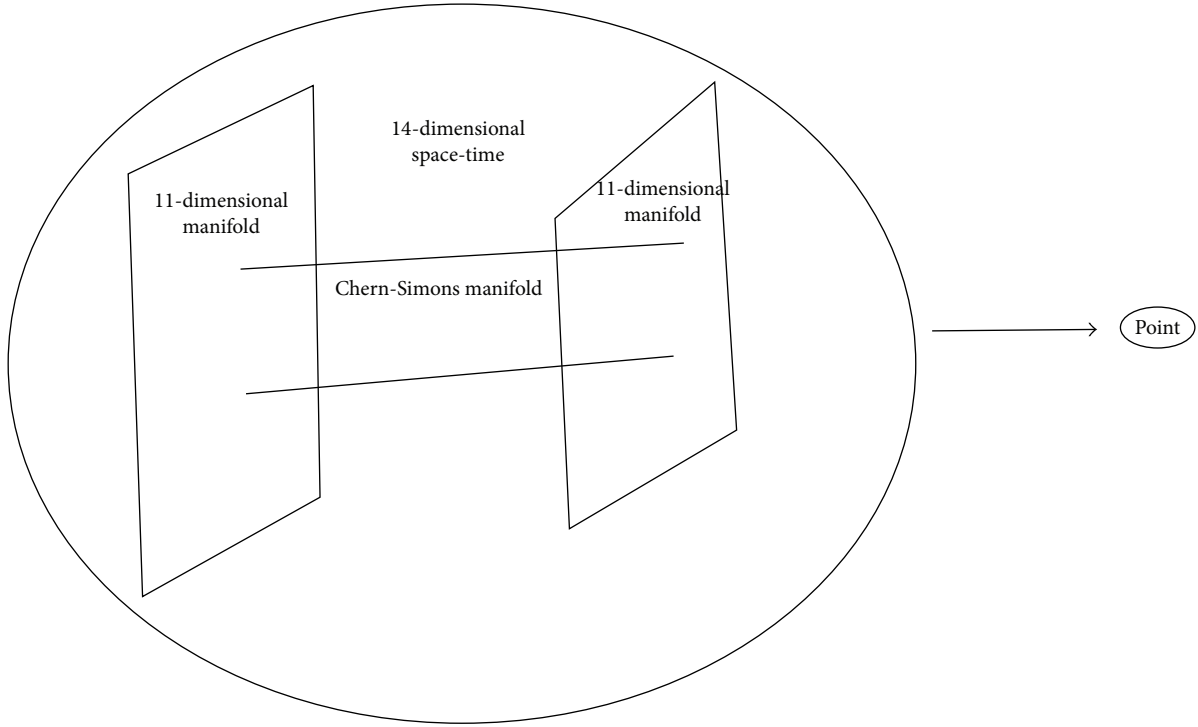 14-dimensional
space-time
11-dimensional
manifold
11-dimensional
manifold
Chern-Simons manifold
Point